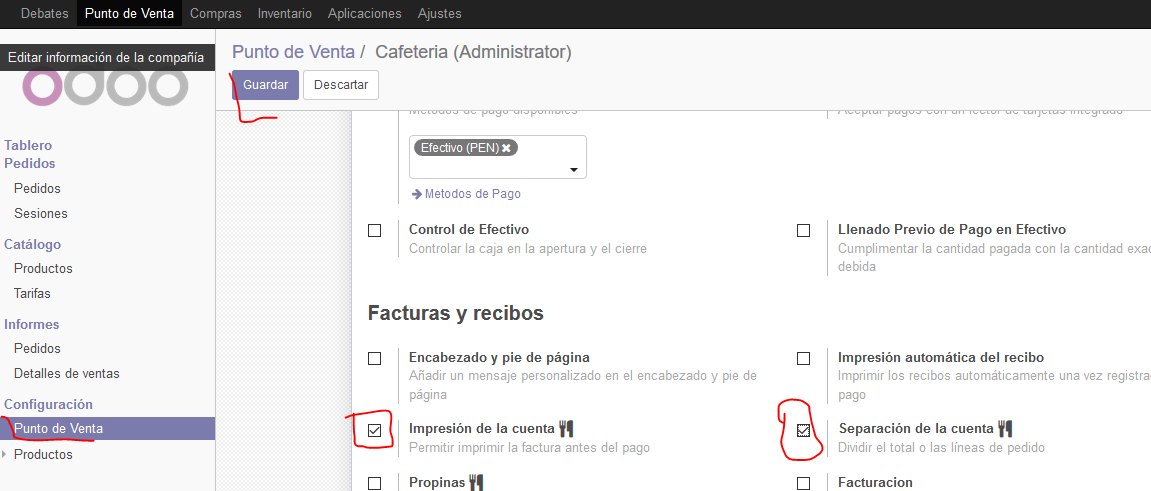 Debates Punto de Venta Compras Inventario Aplicaciones Ajustes
Editar información de la compañía
odoo
Punto de Venta / Cafeteria (Administrator)
Guardar Descartar
Tablero
Pedidos
Pedidos
Sesiones
Catálogo
Productos
Tarifas
Informes
Pedidos
Detalles de ventas
Configuración
Punto de Venta
Productos
Metodos de pago disponibles
Aceptar pagos con un lector de tarjetas integrado
Efectivo (PEN)
Metodos de Pago
Control de Efectivo
Controlar la caja en la apertura y el cierre
Llenado Previo de Pago en Efectivo
Cumplimentar la cantidad pagada con la cantidad exac
debida
Facturas y recibos
Encabezado y pie de página
Añadir un mensaje personalizado en el encabezado y pie de
página
Impresión automática del recibo
Imprimir los recibos automáticamente una vez registra
pago
Impresión de la cuenta
Permitir imprimir la factura antes del pago
Separación de la cuenta
Dividir el total o las líneas de pedido
Propinas
Facturacion